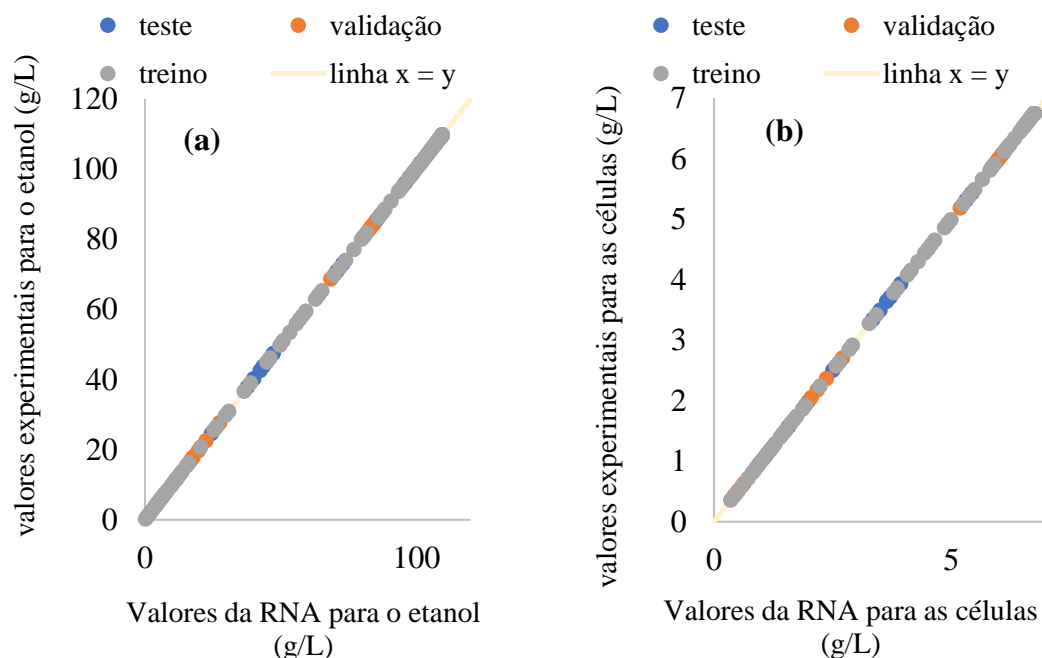 teste
validação
treino
linha x = y
valores experimentais para o etanol (g/L)
120
100
80
60
40
20
0
(a)
0
100
Valores da RNA para o etanol
(g/L)
teste
validação
treino
linha x = y
valores experimentais para as células (g/L)
7
6
5
4
3
2
1
0
(b)
0
5
Valores da RNA para as células
(g/L)